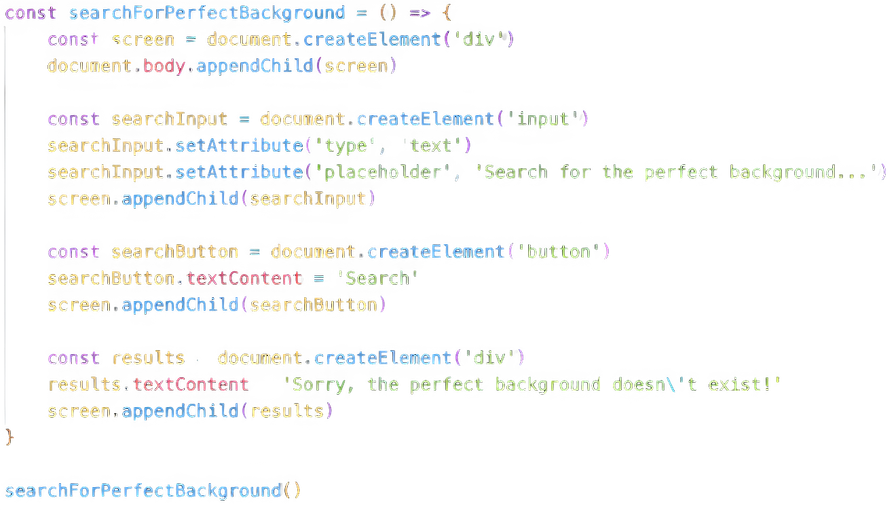 const searchForPerfectBackground = () => {
    const screen = document.createElement('div')
    document.body.appendChild(screen)

    const searchInput = document.createElement('input')
    searchInput.setAttribute('type', 'text')
    searchInput.setAttribute('placeholder', 'Search for the perfect background...')
    screen.appendChild(searchInput)

    const searchButton = document.createElement('button')
    searchButton.textContent = 'Search'
    screen.appendChild(searchButton)

    const results document.createElement('div')
    results.textContent 'Sorry, the perfect background doesn\'t exist!'
    screen.appendChild(results)
}

searchForPerfectBackground()